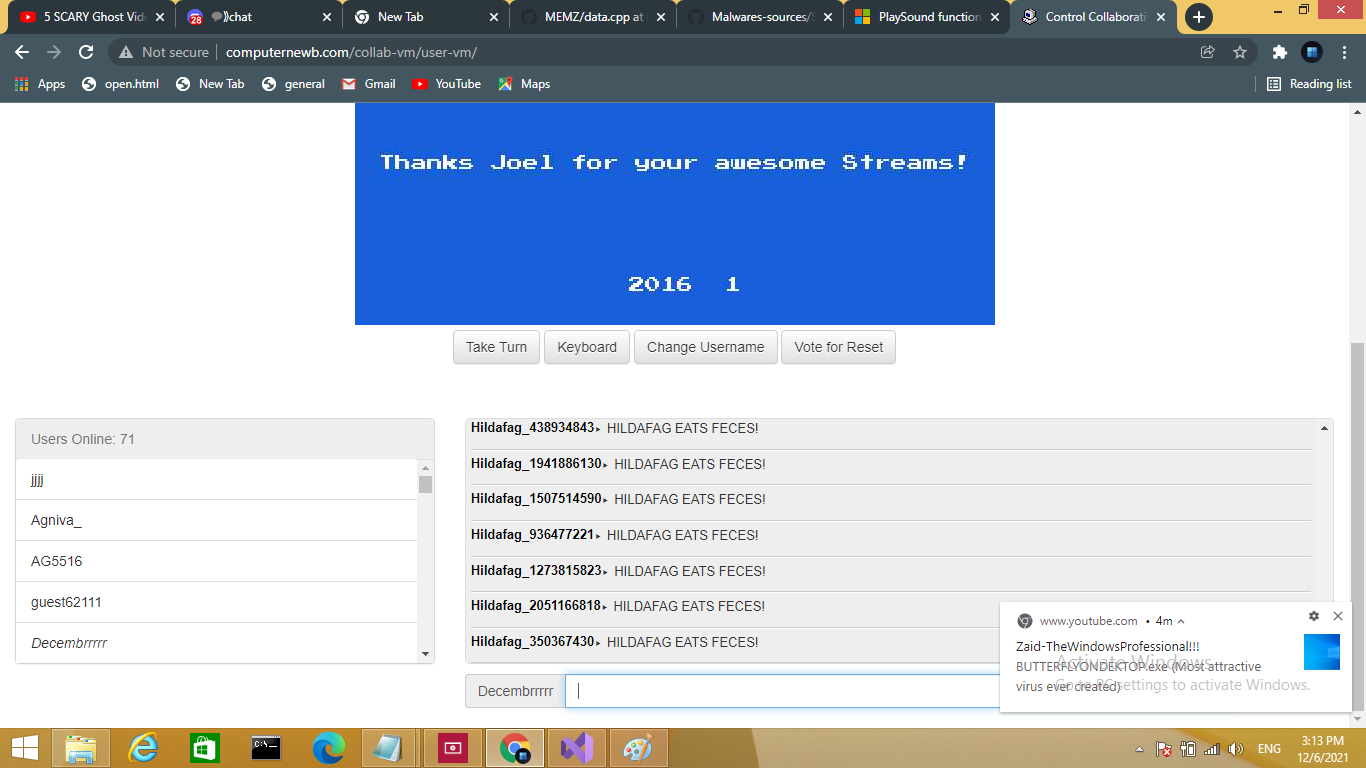 5 SCARY Ghost Vid
28
chat
New Tab
MEMZ/data.cpp at
Malwares-sources/
PlaySound function
Control Collaborati
Not secure
computernewb.com/collab-vm/user-vm/
Apps
open.html
New Tab
general
Gmail
YouTube
Maps
Reading list
Thanks Joel for your awesome Streams!
2016 1
Take Turn
Keyboard
Change Username
Vote for Reset
Users Online: 71
jjjj
Agniva_
AG5516
guest62111
Decembrrrrr
Hildafag_438934843▸ HILDAFAG EATS FECES!
Hildafag_1941886130▸ HILDAFAG EATS FECES!
Hildafag_1507514590▸ HILDAFAG EATS FECES!
Hildafag_936477221▸ HILDAFAG EATS FECES!
Hildafag_1273815823▸ HILDAFAG EATS FECES!
Hildafag_2051166818▸ HILDAFAG EATS FECES!
Hildafag_350367430▸ HILDAFAG EATS FECES!
Decembrrrrr
www.youtube.com • 4m
Zaid-TheWindowsProfessional!!!
BUTTERFLYONDEKTOP.exe (Most attractive
virus ever created)
Activate Windows
Go to PC settings to activate Windows.
C:\_
ENG
3:13 PM
12/6/2021